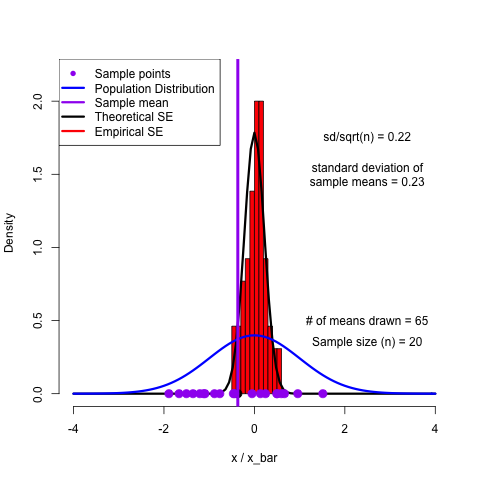 Sample points
Population Distribution
Sample mean
Theoretical SE
Empirical SE
sd/sqrt(n) = 0.22
standard deviation of
sample means = 0.23
# of means drawn = 65
Sample size (n) = 20
Density
0.0
0.5
1.0
1.5
2.0
-4
-2
0
2
4
x / x_bar